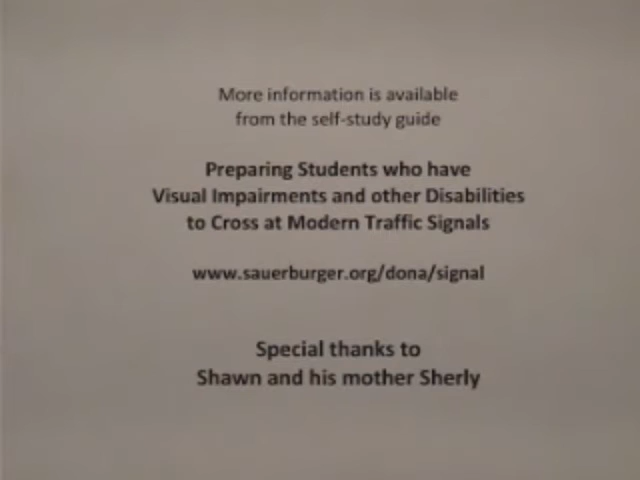 More information is available
from the self-study guide
Preparing Students who have
Visual Impairments and other Disabilities
to Cross at Modern Traffic Signals
www.sauerburger.org/dona/signal
Special thanks to
Shawn and his mother Sherly